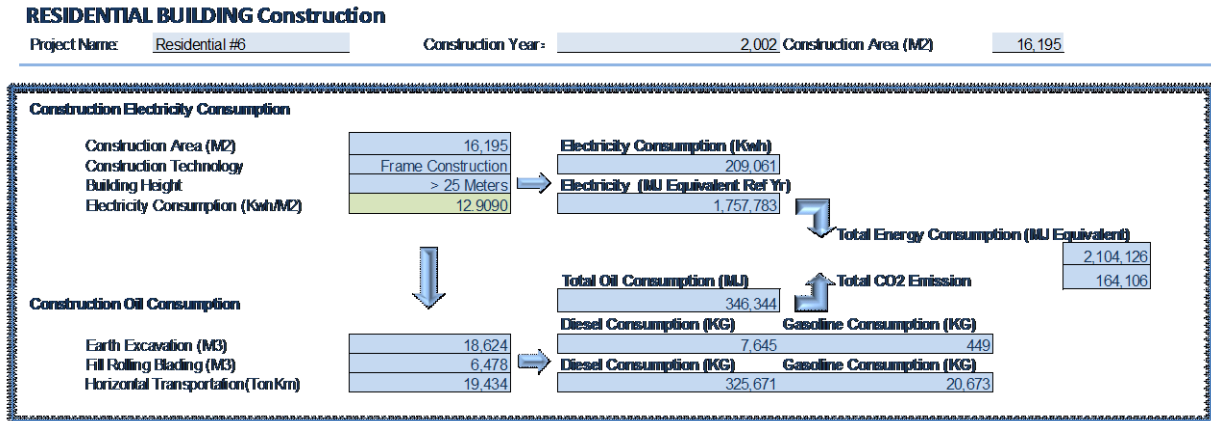 RESIDENTIAL BUILDING Construction
Project Name: Residential #6 Construction Year: 2,002 Construction Area (M2) 16,195
Construction Electricity Consumption
Construction Area (M2) 16,195 Electricity Consumption (Kwh)
Construction Technology Frame Construction 209,061
Building Height > 25 Meters Electricity (MJ Equivalent Ref Yr)
Electricity Consumption (Kwh/M2) 12.9090 1,757,783
Total Energy Consumption (MJ Equivalent)
2,104,126
Total Oil Consumption (MJ) Total CO2 Emission 164,106
Construction Oil Consumption 346,344
Diesel Consumption (KG) Gasoline Consumption (KG)
Earth Excavation (M3) 18,624 7,645 449
Fill Rolling Blading (M3) 6,478 Diesel Consumption (KG) Gasoline Consumption (KG)
Horizontal Transportation(TonKm) 19,434 325,671 20,673